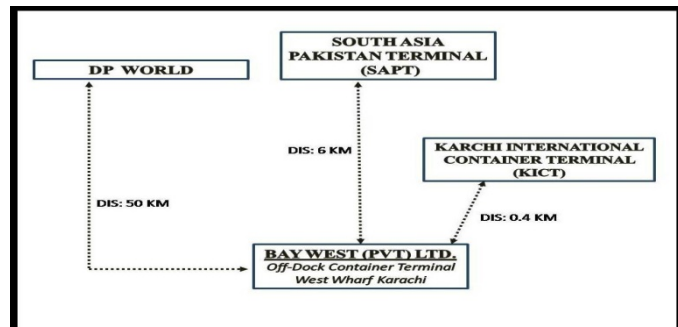 SOUTH ASIA
PAKISTAN TERMINAL
(SAPT)
DP WORLD
KARCHI INTERNATIONAL
CONTAINER TERMINAL
(KICT)
DIS: 6 KM
DIS: 50 KM
DIS: 0.4 KM
BAY WEST (PVT) LTD.
Off-Dock Container Terminal
West Wharf Karachi